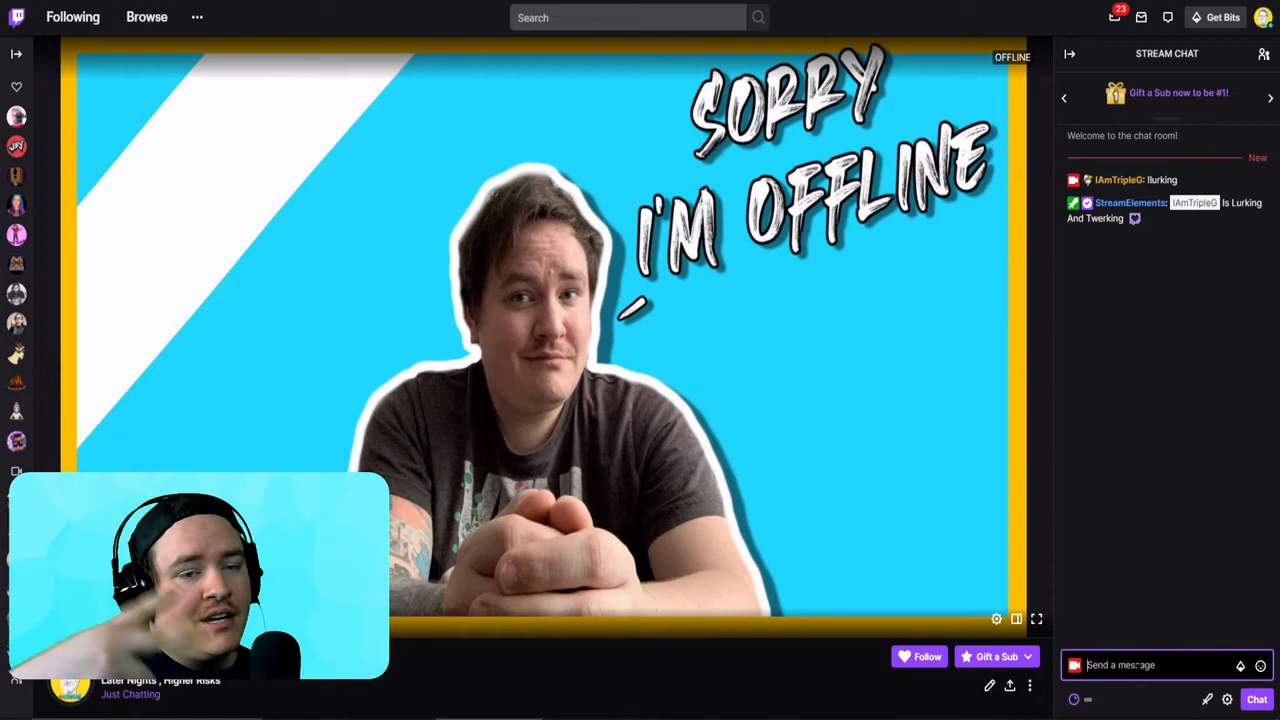 Following
Browse
Search
23
Get Bits
STREAM CHAT
OFFLINE
SORRY
I'M OFFLINE
1
Gift a Sub now to be #1!
Welcome to the chat room!
New
IAmTripleG: !lurking
StreamElements: IAmTripleG Is Lurking
And Twerking
Follow
Gift a Sub
Later Nights , Higher Risks
Just Chatting
Send a message
Chat